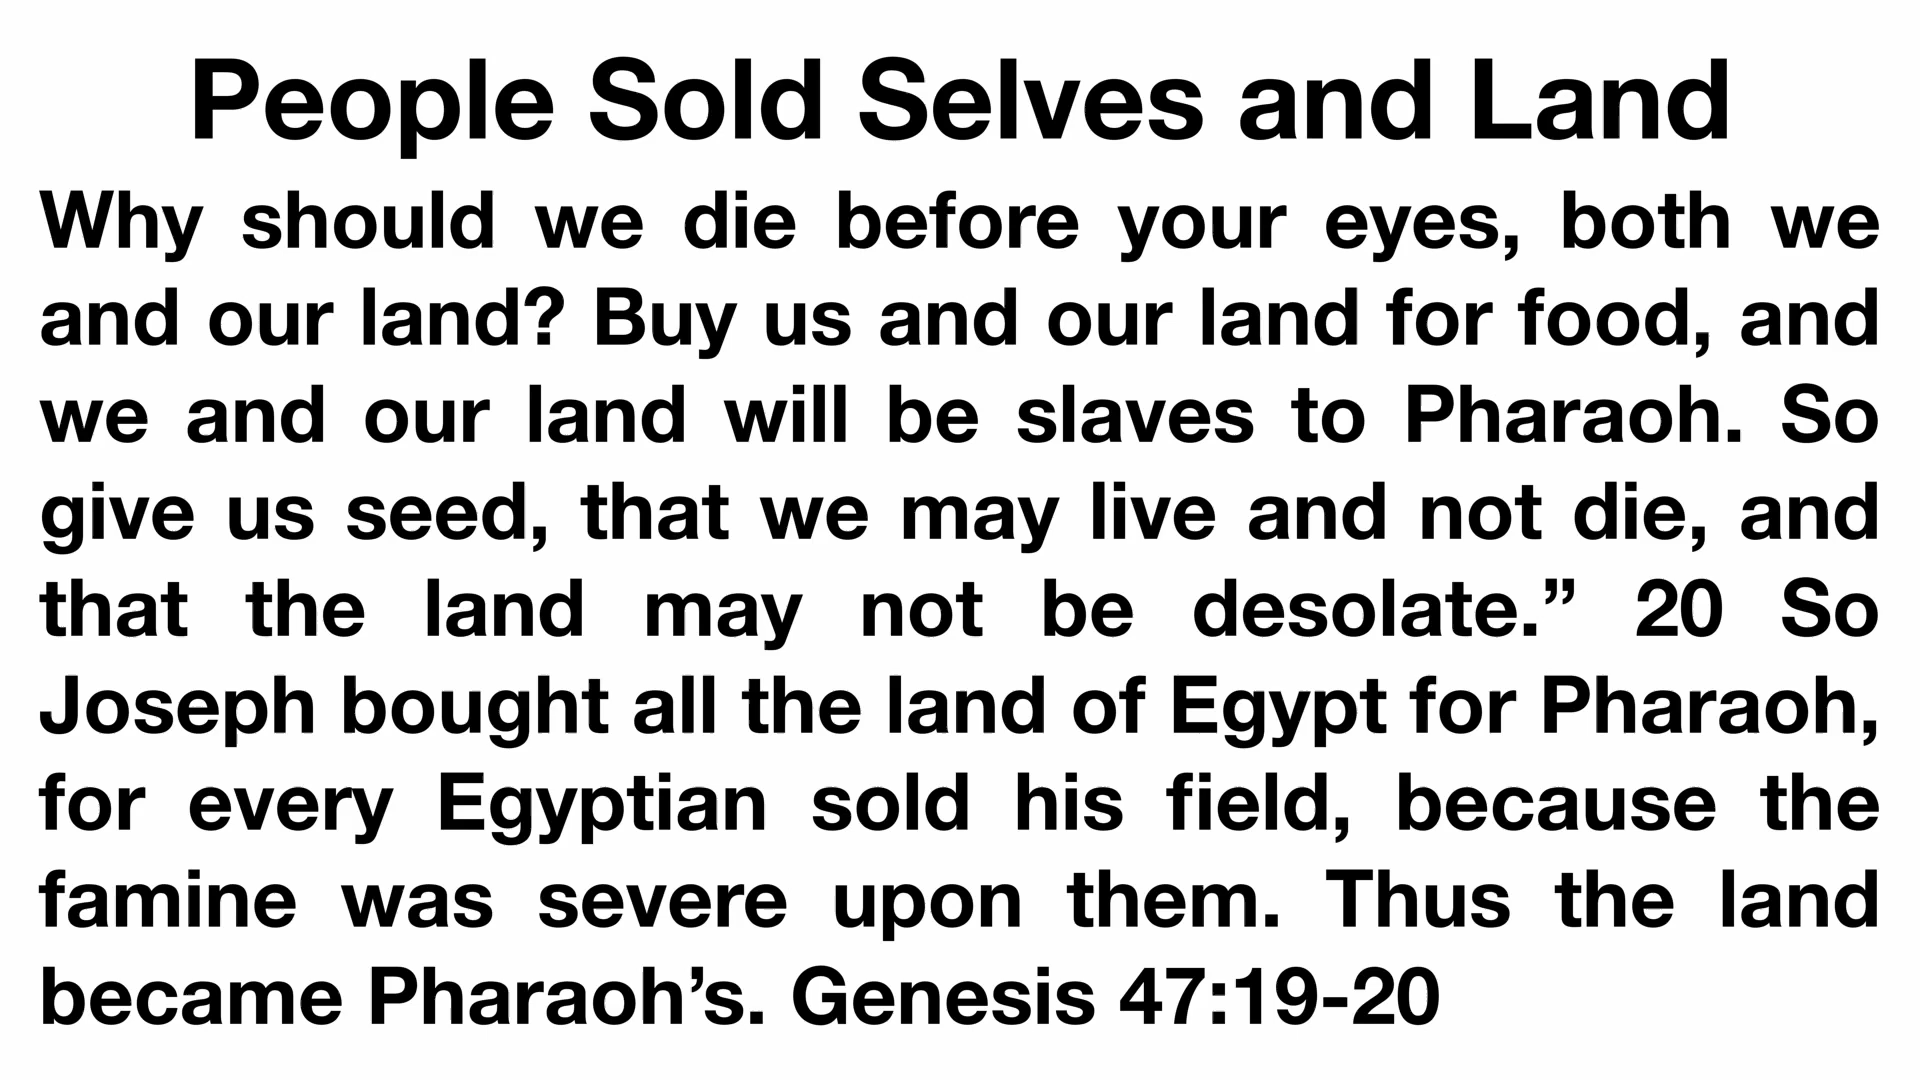 People Sold Selves and Land
Why should we die before your eyes, both we
and our land? Buy us and our land for food, and
we and our land will be slaves to Pharaoh. So
give us seed, that we may live and not die, and
that the land may not be desolate.” 20 So
Joseph bought all the land of Egypt for Pharaoh,
for every Egyptian sold his field, because the
famine was severe upon them. Thus the land
became Pharaoh’s. Genesis 47:19-20